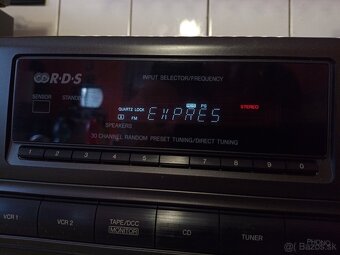 R·D·S
INPUT SELECTOR/FREQUENCY
SENSOR STANDBY
QUARTZ LOCK PS STEREO
A FM EXPRES
SPEAKERS
30 CHANNEL RANDOM PRESET TUNING/DIRECT TUNING
1 2 3 4 5 6 7 8 9 0
VCR 1
VCR 2
TAPE/DCC
MONITOR
CD
TUNER
PHONO
bazos.sk